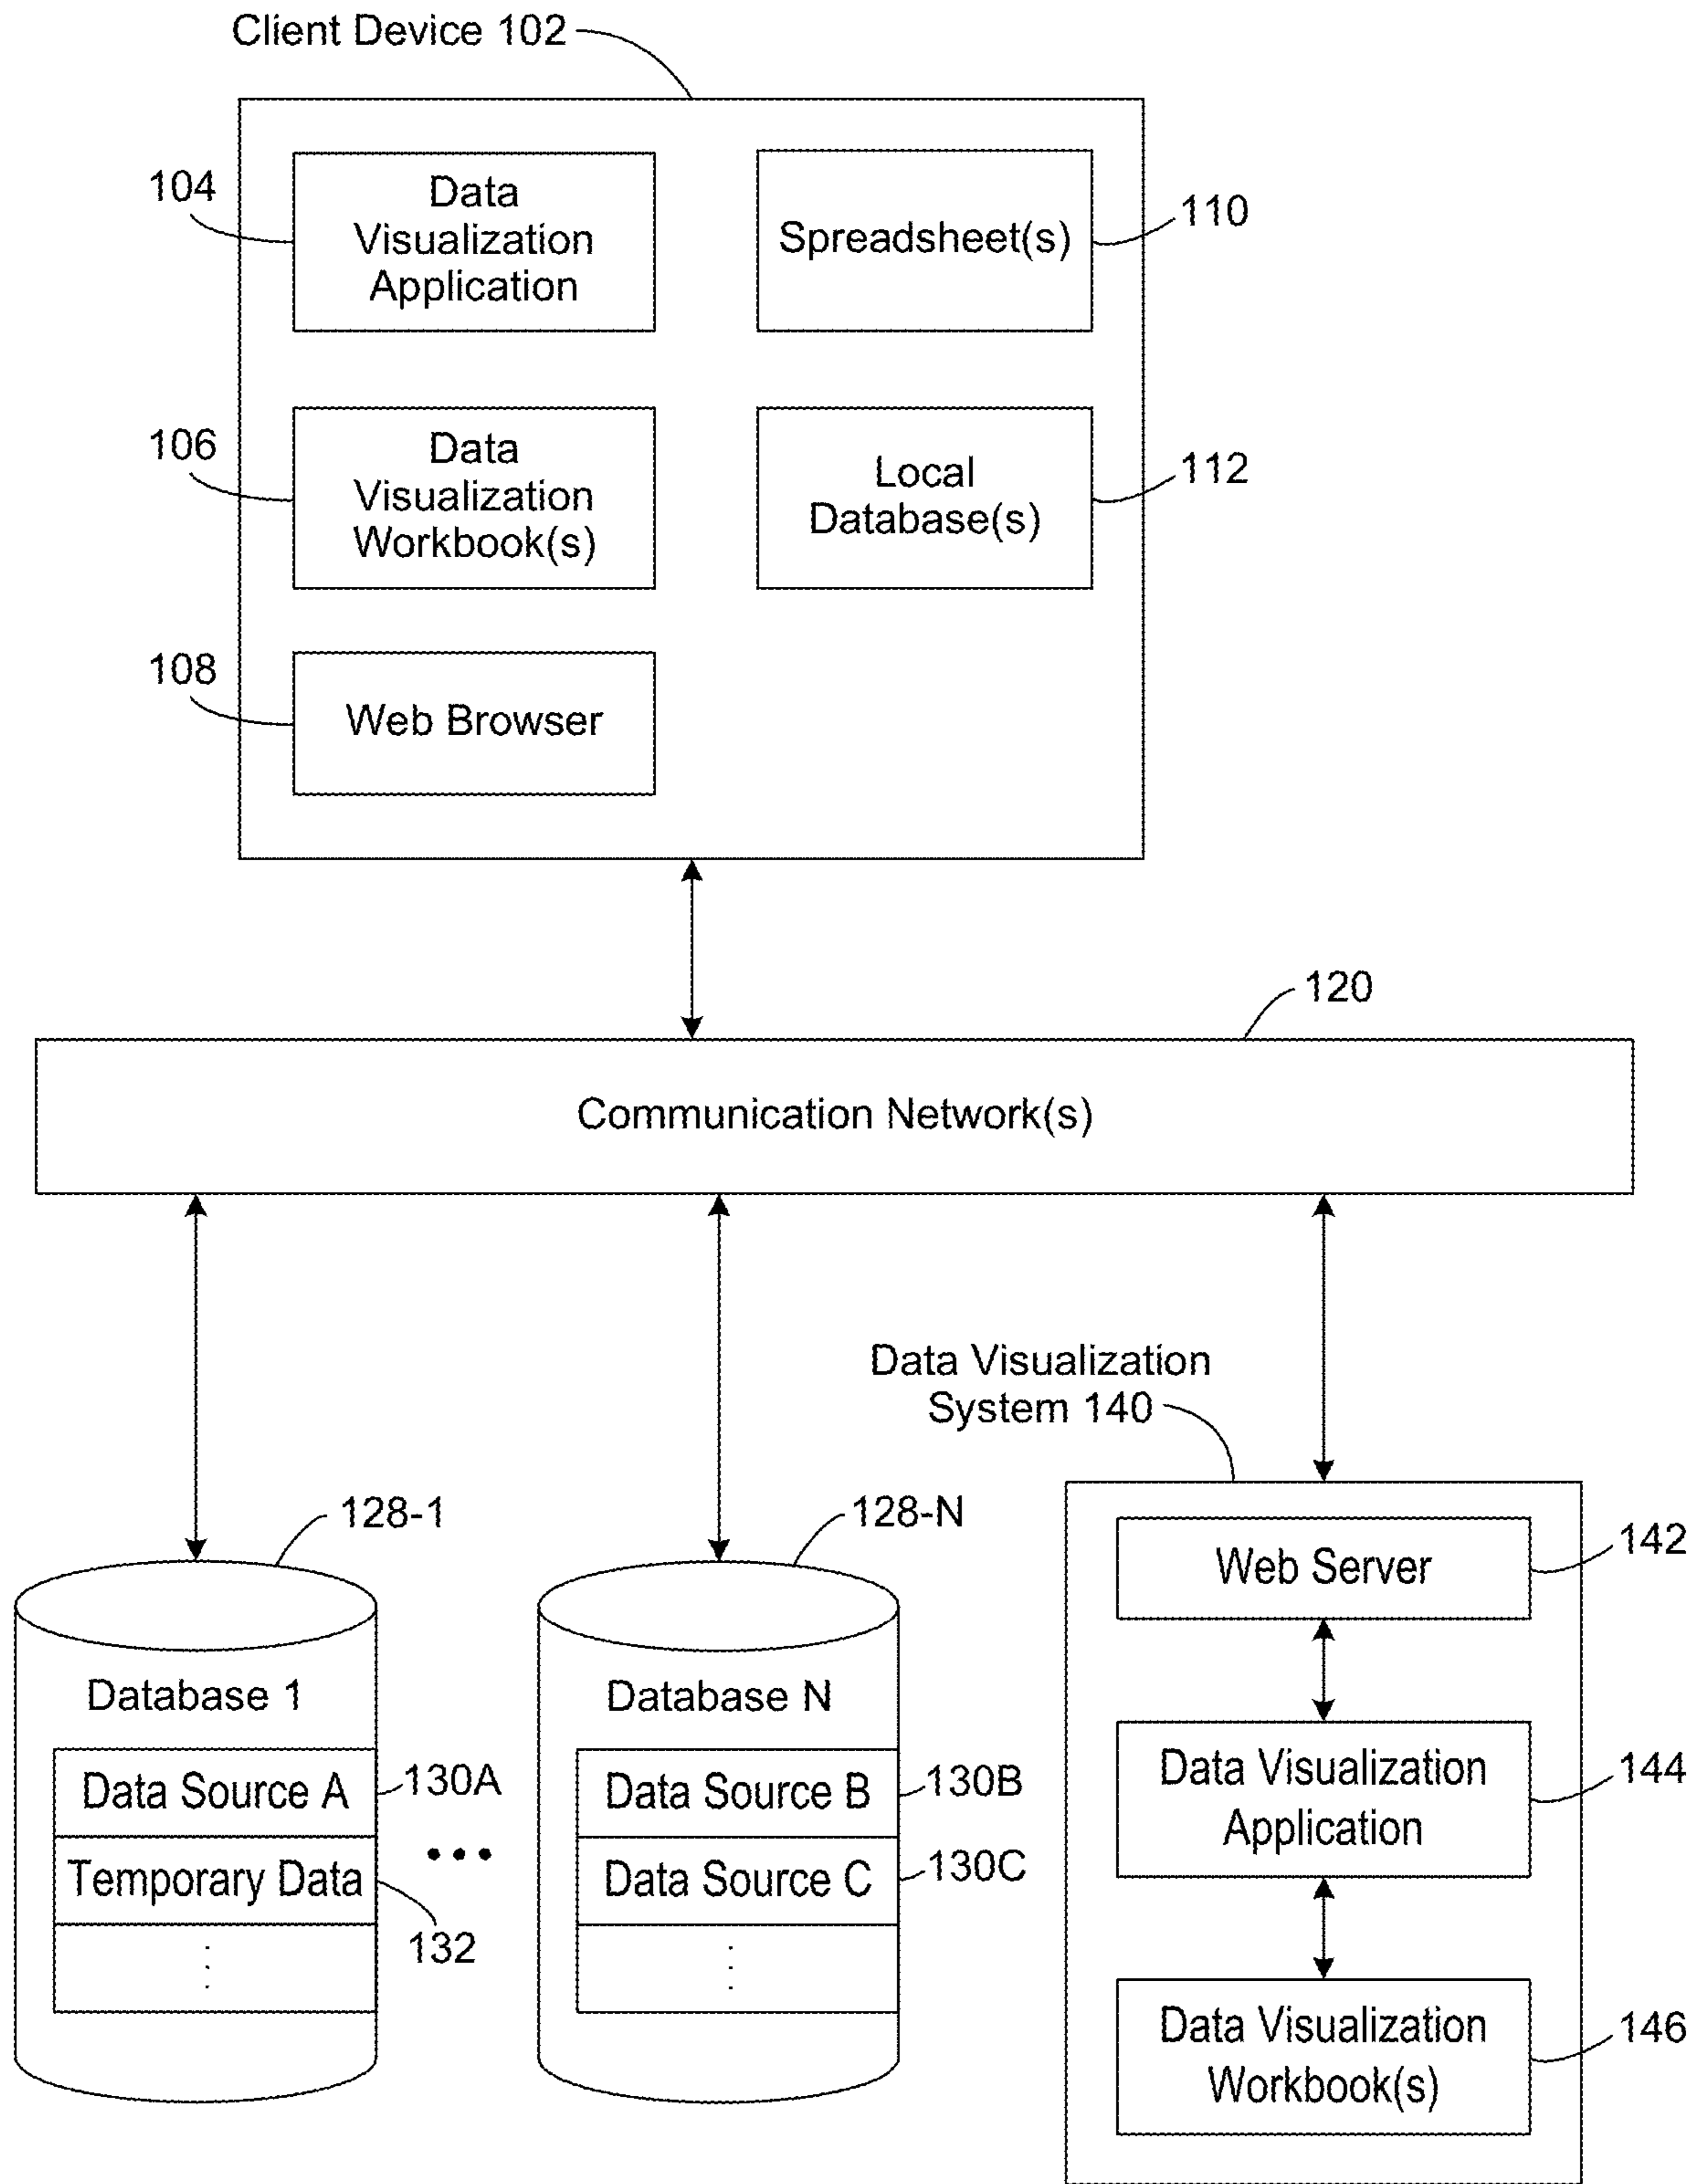 Client Device 102
104
Data
Visualization
Application
Spreadsheet(s)
110
106
Data
Visualization
Workbook(s)
Local
Database(s)
112
108
Web Browser
120
Communication Network(s)
Data Visualization
System 140
128-1
128-N
Database 1
Data Source A
130A
Temporary Data
132
Database N
Data Source B
130B
Data Source C
130C
Web Server
142
Data Visualization
Application
144
Data Visualization
Workbook(s)
146